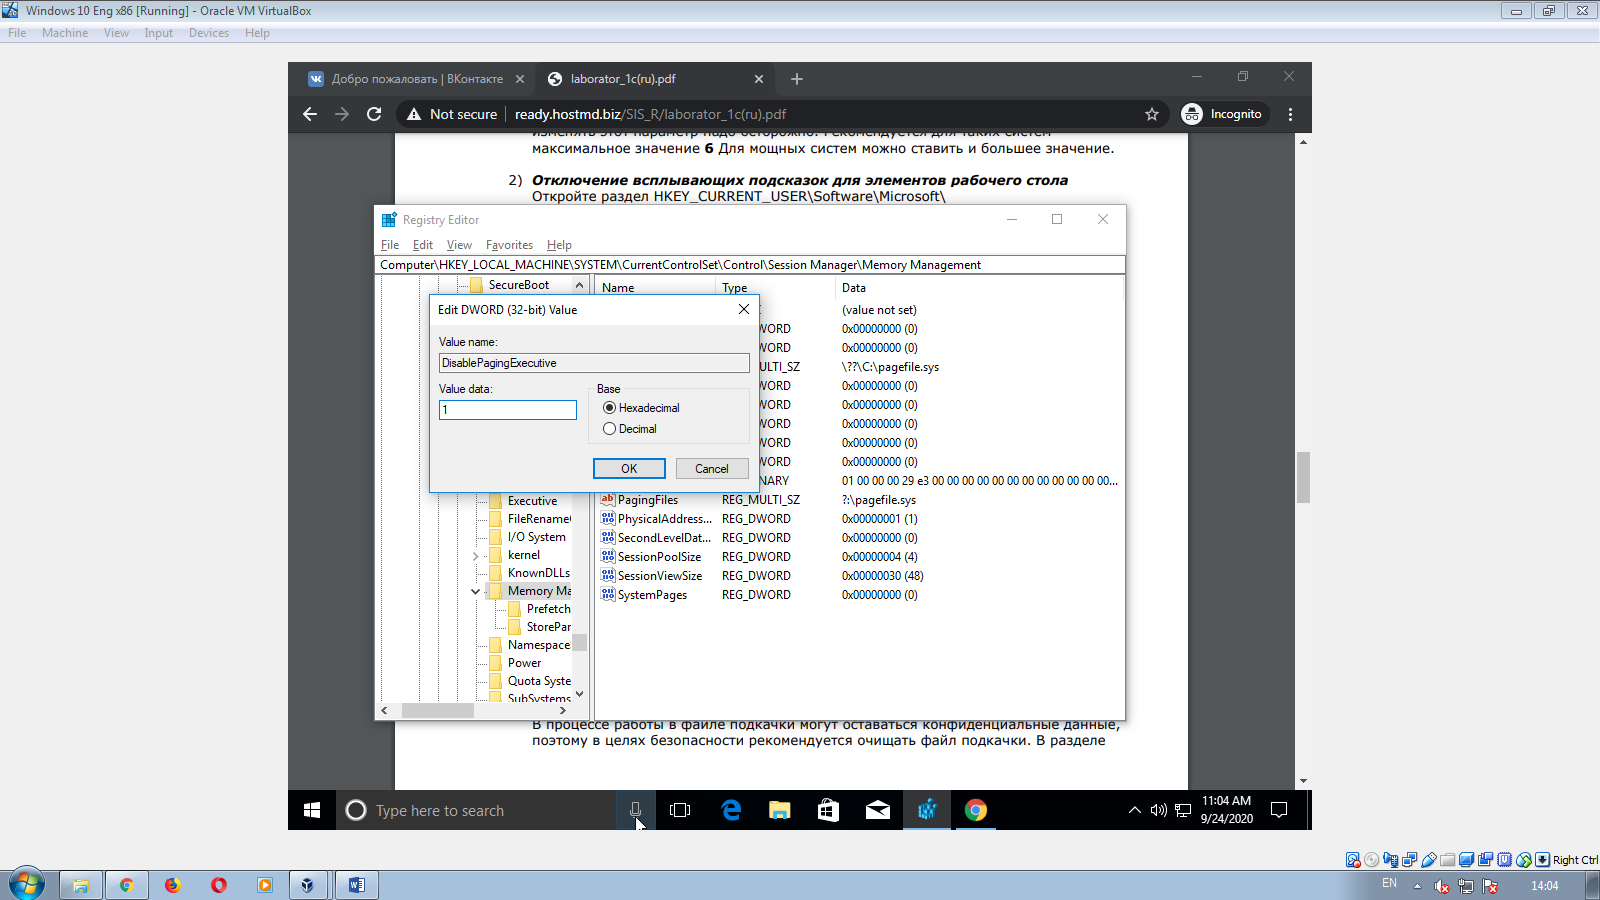 Windows 10 Eng x86 [Running] - Oracle VM VirtualBox
File Machine View Input Devices Help
Добро пожаловать | ВКонтакте
laborator_1c(ru).pdf
Not secure ready.hostmd.biz/SIS_R/laborator_1c(ru).pdf
Incognito
изменять этот параметр надо осторожно. Рекомендуется для таких систем
максимальное значение 6 Для мощных систем можно ставить и большее значение.
2) Отключение всплывающих подсказок для элементов рабочего стола
Откройте раздел HKEY_CURRENT_USER\Software\Microsoft\
Registry Editor
File Edit View Favorites Help
Computer\HKEY_LOCAL_MACHINE\SYSTEM\CurrentControlSet\Control\Session Manager\Memory Management
SecureBoot
Name Type Data
Edit DWORD (32-bit) Value
Value name:
DisablePagingExecutive
Value data:
1
Base
Hexadecimal
Decimal
OK Cancel
(value not set)
WORD 0x00000000 (0)
WORD 0x00000000 (0)
ULTI_SZ \??\C:\pagefile.sys
WORD 0x00000000 (0)
WORD 0x00000000 (0)
WORD 0x00000000 (0)
WORD 0x00000000 (0)
WORD 0x00000000 (0)
NARY 01 00 00 00 29 e3 00 00 00 00 00 00 00 00 00 00 00 00...
PagingFiles REG_MULTI_SZ ?:\pagefile.sys
PhysicalAddress... REG_DWORD 0x00000001 (1)
SecondLevelDat... REG_DWORD 0x00000000 (0)
SessionPoolSize REG_DWORD 0x00000004 (4)
SessionViewSize REG_DWORD 0x00000030 (48)
SystemPages REG_DWORD 0x00000000 (0)
Executive
FileRename
I/O System
kernel
KnownDLLs
Memory Ma
Prefetch
StorePar
Namespace
Power
Quota Syste
SubSystems
В процессе работы в файле подкачки могут оставаться конфиденциальные данные,
поэтому в целях безопасности рекомендуется очищать файл подкачки. В разделе
Type here to search
11:04 AM
9/24/2020
Right Ctrl
EN
14:04